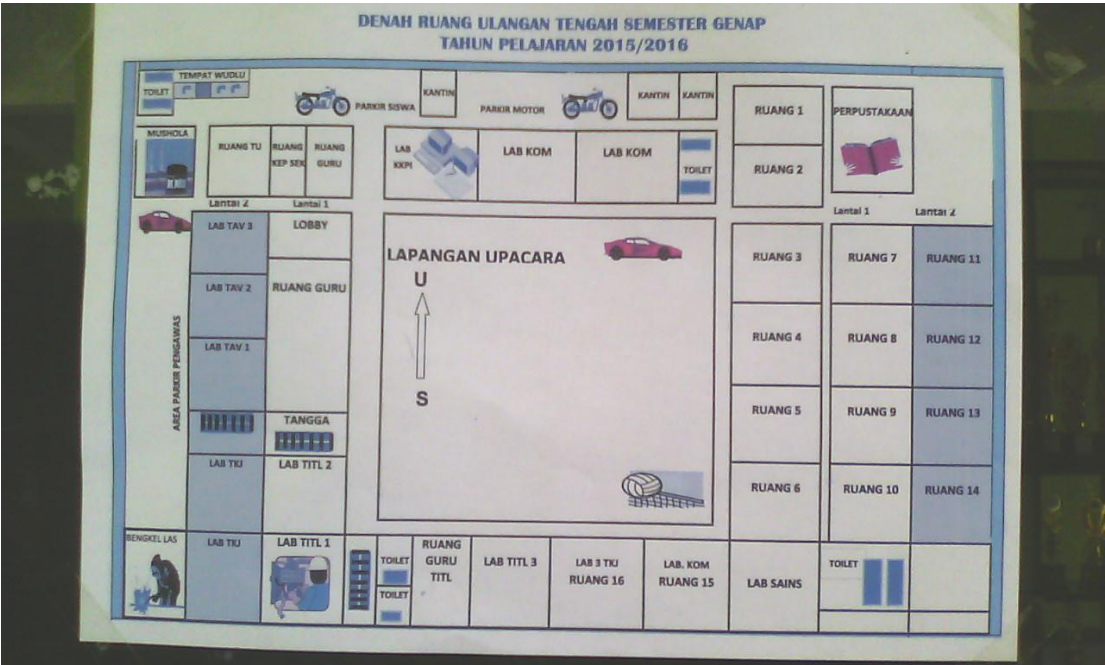 DENAH RUANG ULANGAN TENGAH SEMESTER GENAP
TAHUN PELAJARAN 2015/2016
TOILET
TEMPAT WUDLU
PARKIR SISWA
KANTIN
PARKIR MOTOR
KANTIN
KANTIN
RUANG 1
PERPUSTAKAAN
MUSHOLA
RUANG TU
RUANG
KEP SEK
RUANG
GURU
LAB
KKPI
LAB KOM
LAB KOM
TOILET
RUANG 2
Lantai 2
Lantai 1
Lantai 1
Lantai 2
LAB TAV 3
LOBBY
LAPANGAN UPACARA
U
S
RUANG 3
RUANG 7
RUANG 11
LAB TAV 2
RUANG GURU
AREA PARKIR PENGAWAS
LAB TAV 1
RUANG 4
RUANG 8
RUANG 12
TANGGA
RUANG 5
RUANG 9
RUANG 13
LAB TKJ
LAB TITL 2
RUANG 6
RUANG 10
RUANG 14
BENGKEL LAS
LAB TKJ
LAB TITL 1
TOILET
TOILET
RUANG
GURU
TITL
LAB TITL 3
LAB 3 TKJ
RUANG 16
LAB. KOM
RUANG 15
LAB SAINS
TOILET